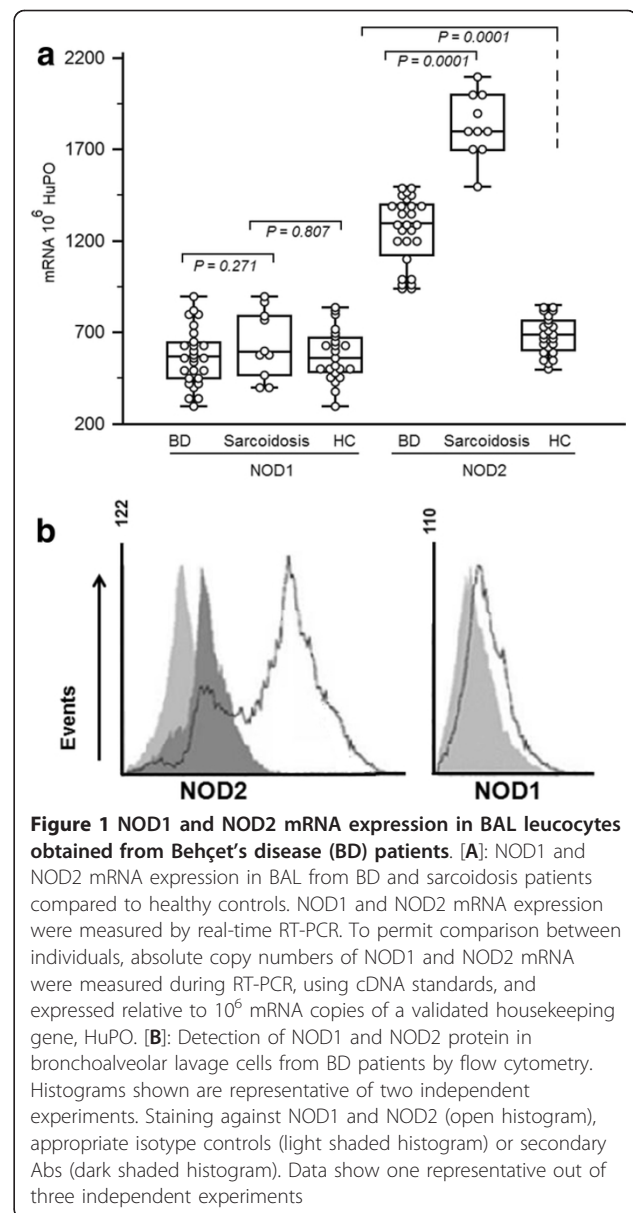 a
P = 0.0001
2200
P = 0.0001
1700
mRNA 10⁶ HuPO
1200
P = 0.807
P = 0.271
700
200
BD Sarcoidosis HC BD Sarcoidosis HC
NOD1 NOD2
b
122
110
Events
NOD2 NOD1
Figure 1 NOD1 and NOD2 mRNA expression in BAL leucocytes
obtained from Behçet's disease (BD) patients. [A]: NOD1 and
NOD2 mRNA expression in BAL from BD and sarcoidosis patients
compared to healthy controls. NOD1 and NOD2 mRNA expression
were measured by real-time RT-PCR. To permit comparison between
individuals, absolute copy numbers of NOD1 and NOD2 mRNA
were measured during RT-PCR, using cDNA standards, and
expressed relative to 10⁶ mRNA copies of a validated housekeeping
gene, HuPO. [B]: Detection of NOD1 and NOD2 protein in
bronchoalveolar lavage cells from BD patients by flow cytometry.
Histograms shown are representative of two independent
experiments. Staining against NOD1 and NOD2 (open histogram),
appropriate isotype controls (light shaded histogram) or secondary
Abs (dark shaded histogram). Data show one representative out of
three independent experiments